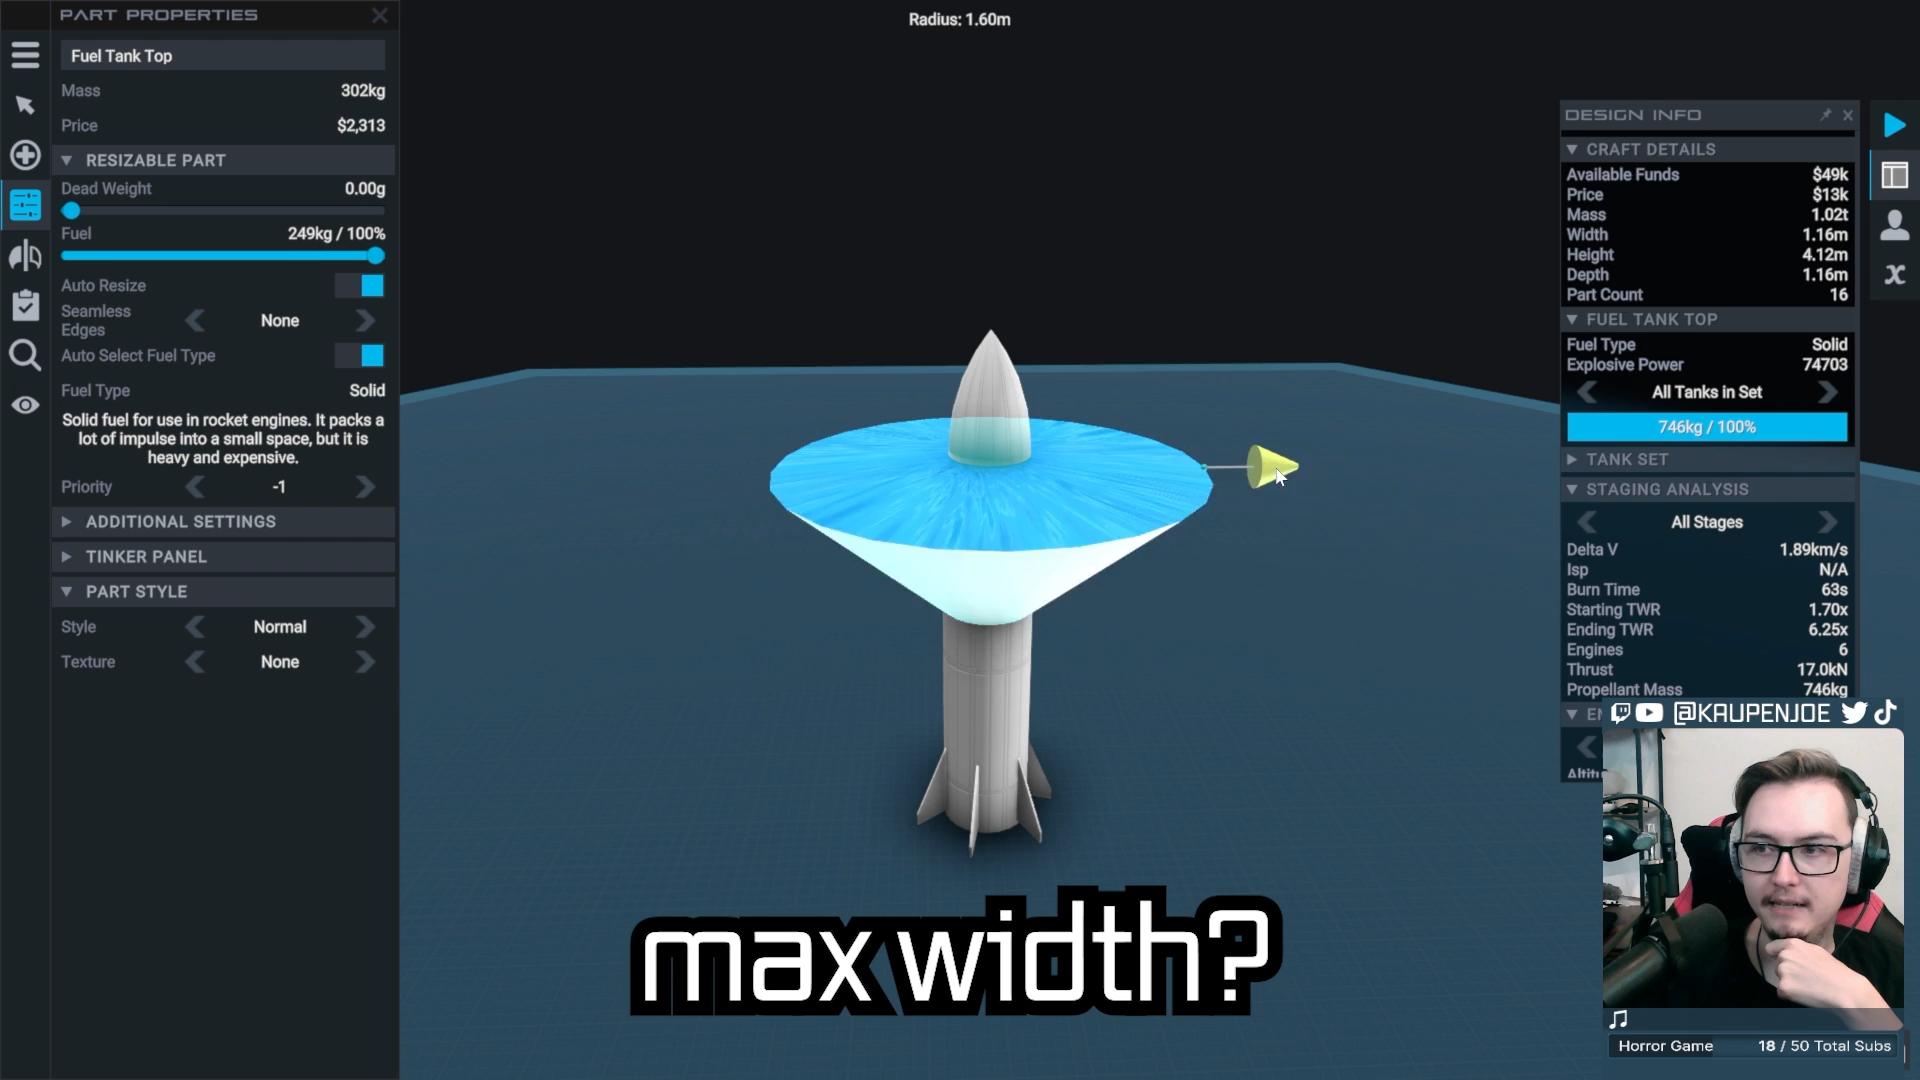 PART PROPERTIES
Fuel Tank Top
Mass 302kg
Price $2,313
RESIZABLE PART
Dead Weight 0.00g
Fuel 249kg / 100%
Auto Resize
Seamless Edges None
Auto Select Fuel Type
Fuel Type Solid
Solid fuel for use in rocket engines. It packs a
lot of impulse into a small space, but it is
heavy and expensive.
Priority -1
ADDITIONAL SETTINGS
TINKER PANEL
PART STYLE
Style Normal
Texture None
Radius: 1.60m
max width?
DESIGN INFO
CRAFT DETAILS
Available Funds $49k
Price $13k
Mass 1.02t
Width 1.16m
Height 4.12m
Depth 1.16m
Part Count 16
FUEL TANK TOP
Fuel Type Solid
Explosive Power 74703
All Tanks in Set
746kg / 100%
TANK SET
STAGING ANALYSIS
All Stages
Delta V 1.89km/s
Isp N/A
Burn Time 63s
Starting TWR 1.70x
Ending TWR 6.25x
Engines 6
Thrust 17.0kN
Propellant Mass 746kg
@KAUPENJOE
Horror Game 18 / 50 Total Subs